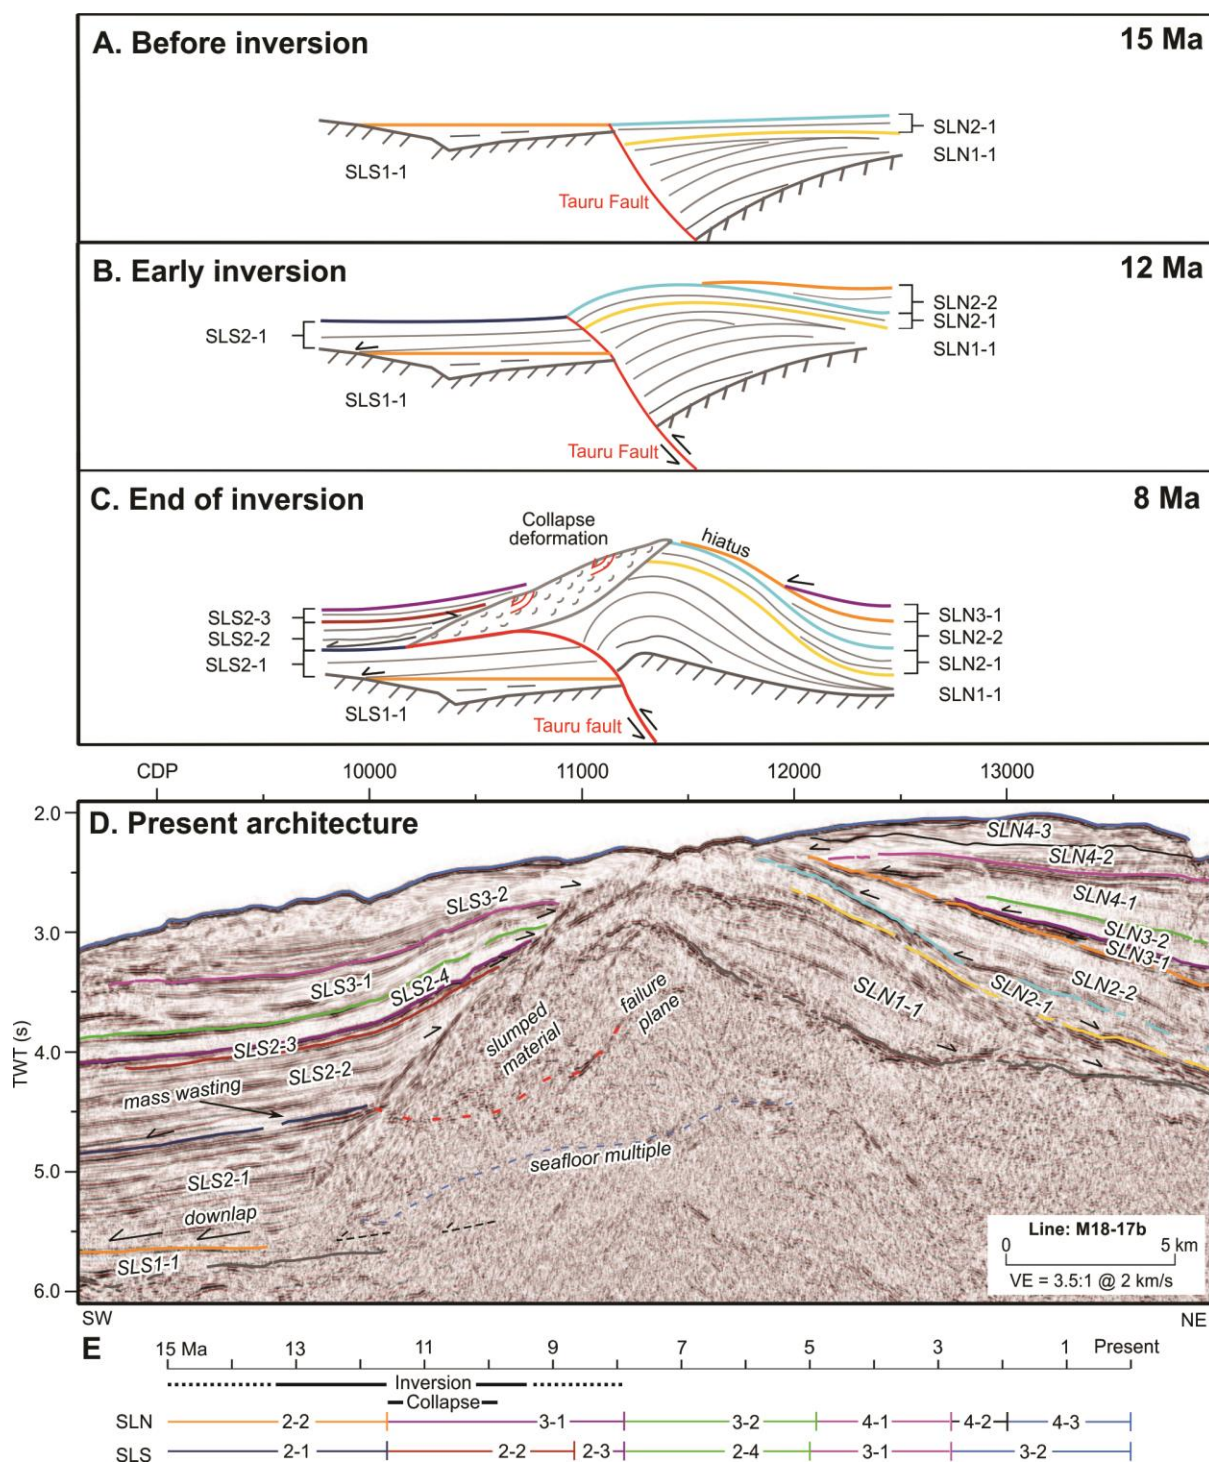 A. Before inversion
15 Ma
SLN2-1
SLN1-1
SLS1-1
Tauru Fault
B. Early inversion
12 Ma
SLN2-2
SLS2-1
SLN2-1
SLN1-1
SLS1-1
Tauru Fault
C. End of inversion
8 Ma
Collapse
deformation
hiatus
SLS2-3
SLS2-2
SLS2-1
SLN3-1
SLN2-2
SLN2-1
SLN1-1
SLS1-1
Tauru fault
CDP 10000 11000 12000 13000
2.0
D. Present architecture
SLN4-3
SLN4-2
SLS3-2
SLN4-1
3.0
SLN3-2
SLN3-1
SLS3-1
SLS2-4
SLN2-2
SLN2-1
SLN1-1
failure
plane
slumped
material
TWT (s)
4.0
SLS2-3
SLS2-2
mass wasting
5.0
SLS2-1
seafloor multiple
downlap
SLS1-1
6.0
Line: M18-17b
0 5 km
VE = 3.5:1 @ 2 km/s
SW
NE
E
15 Ma 13 11 9 7 5 3 1 Present
Inversion
Collapse
SLN 2-2 3-1 3-2 4-1 4-2 4-3
SLS 2-1 2-2 2-3 2-4 3-1 3-2